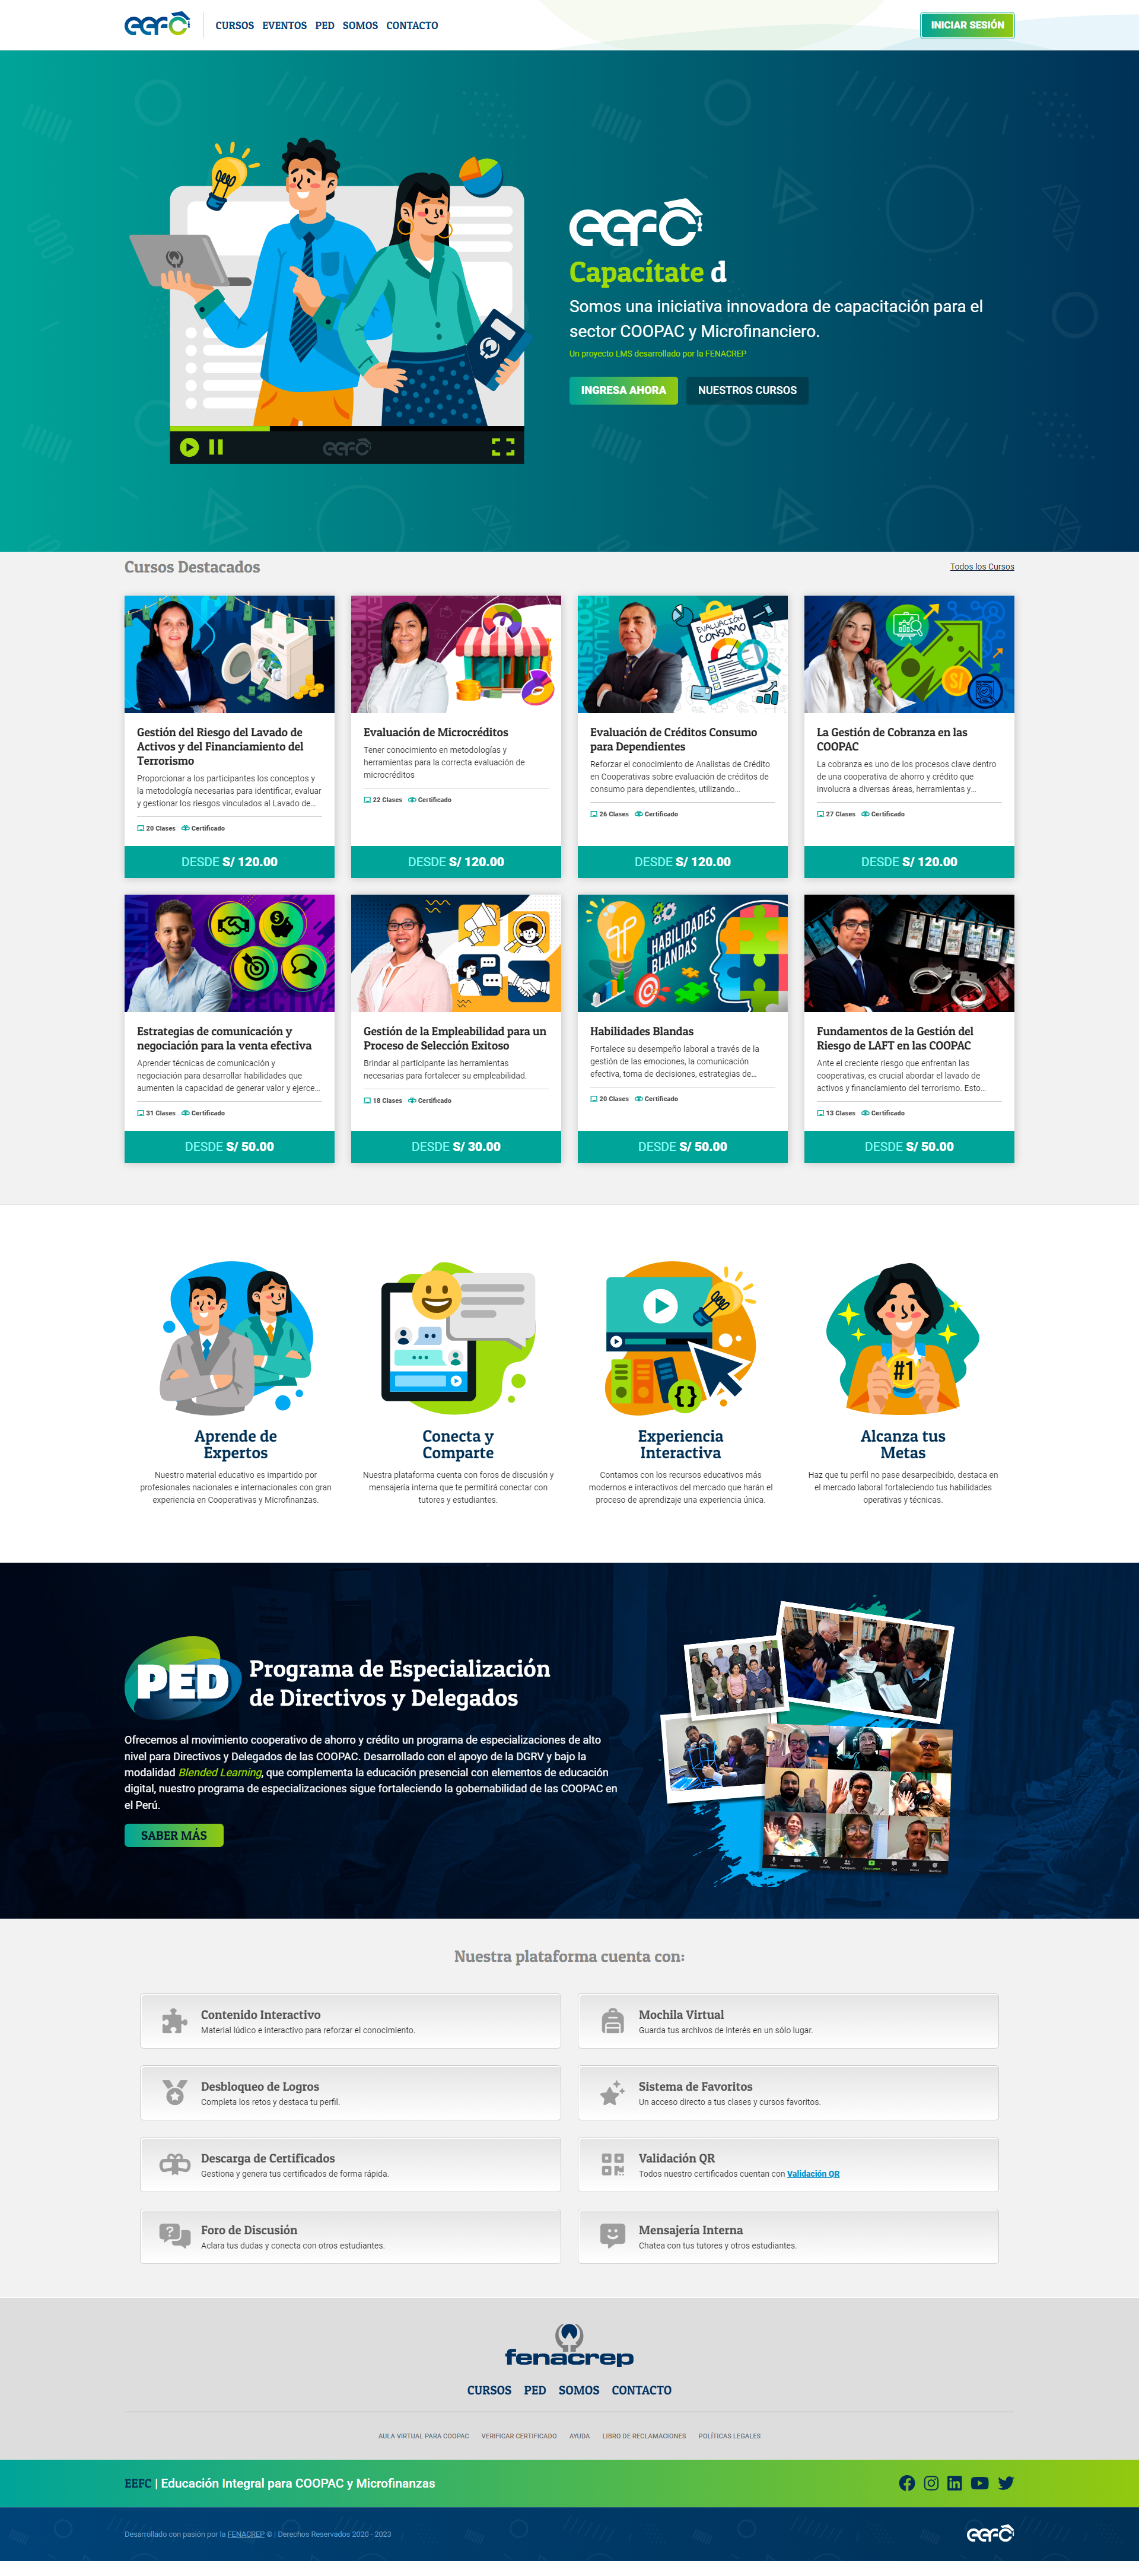 eefc
CURSOS EVENTOS PED SOMOS CONTACTO
INICIAR SESIÓN
eefc
Capacítate d
Somos una iniciativa innovadora de capacitación para el
sector COOPAC y Microfinanciero.
Un proyecto LMS desarrollado por la FENACREP
INGRESA AHORA
NUESTROS CURSOS
eefc
Cursos Destacados
Todos los Cursos
EVALUACIÓN
CONSUMO
Gestión del Riesgo del Lavado de
Activos y del Financiamiento del
Terrorismo
Proporcionar a los participantes los conceptos y
la metodología necesarias para identificar, evaluar
y gestionar los riesgos vinculados al Lavado de...
20 Clases Certificado
DESDE S/ 120.00
Evaluación de Microcréditos
Tener conocimiento en metodologías y
herramientas para la correcta evaluación de
microcréditos
22 Clases Certificado
DESDE S/ 120.00
Evaluación de Créditos Consumo
para Dependientes
Reforzar el conocimiento de Analistas de Crédito
en Cooperativas sobre evaluación de créditos de
consumo para dependientes, utilizando...
26 Clases Certificado
DESDE S/ 120.00
S/
La Gestión de Cobranza en las
COOPAC
La cobranza es uno de los procesos clave dentro
de una cooperativa de ahorro y crédito que
involucra a diversas áreas, herramientas y...
27 Clases Certificado
DESDE S/ 120.00
Estrategias de comunicación y
negociación para la venta efectiva
Aprender técnicas de comunicación y
negociación para desarrollar habilidades que
aumenten la capacidad de generar valor y ejerce...
31 Clases Certificado
DESDE S/ 50.00
Gestión de la Empleabilidad para un
Proceso de Selección Exitoso
Brindar al participante las herramientas
necesarias para fortalecer su empleabilidad.
18 Clases Certificado
DESDE S/ 30.00
HABILIDADES
BLANDAS
Habilidades Blandas
Fortalece su desempeño laboral a través de la
gestión de las emociones, la comunicación
efectiva, toma de decisiones, estrategias de...
20 Clases Certificado
DESDE S/ 50.00
Fundamentos de la Gestión del
Riesgo de LAFT en las COOPAC
Ante el creciente riesgo que enfrentan las
cooperativas, es crucial abordar el lavado de
activos y financiamiento del terrorismo. Esto...
13 Clases Certificado
DESDE S/ 50.00
Aprende de
Expertos
Nuestro material educativo es impartido por
profesionales nacionales e internacionales con gran
experiencia en Cooperativas y Microfinanzas.
Conecta y
Comparte
Nuestra plataforma cuenta con foros de discusión y
mensajería interna que te permitirá conectar con
tutores y estudiantes.
{}
Experiencia
Interactiva
Contamos con los recursos educativos más
modernos e interactivos del mercado que harán el
proceso de aprendizaje una experiencia única.
#1
Alcanza tus
Metas
Haz que tu perfil no pase desarpecibido, destaca en
el mercado laboral fortaleciendo tus habilidades
operativas y técnicas.
PED
Programa de Especialización
de Directivos y Delegados
Ofrecemos al movimiento cooperativo de ahorro y crédito un programa de especializaciones de alto
nivel para Directivos y Delegados de las COOPAC. Desarrollado con el apoyo de la DGRV y bajo la
modalidad Blended Learning, que complementa la educación presencial con elementos de educación
digital, nuestro programa de especializaciones sigue fortaleciendo la gobernabilidad de las COOPAC en
el Perú.
SABER MÁS
Nuestra plataforma cuenta con:
Contenido Interactivo
Material lúdico e interactivo para reforzar el conocimiento.
Mochila Virtual
Guarda tus archivos de interés en un sólo lugar.
Desbloqueo de Logros
Completa los retos y destaca tu perfil.
Sistema de Favoritos
Un acceso directo a tus clases y cursos favoritos.
Descarga de Certificados
Gestiona y genera tus certificados de forma rápida.
Validación QR
Todos nuestro certificados cuentan con Validación QR
Foro de Discusión
Aclara tus dudas y conecta con otros estudiantes.
Mensajería Interna
Chatea con tus tutores y otros estudiantes.
fenacrep
CURSOS PED SOMOS CONTACTO
AULA VIRTUAL PARA COOPAC VERIFICAR CERTIFICADO AYUDA LIBRO DE RECLAMACIONES POLÍTICAS LEGALES
EEFC | Educación Integral para COOPAC y Microfinanzas
Desarrollado con pasión por la FENACREP © | Derechos Reservados 2020 - 2023
eefc